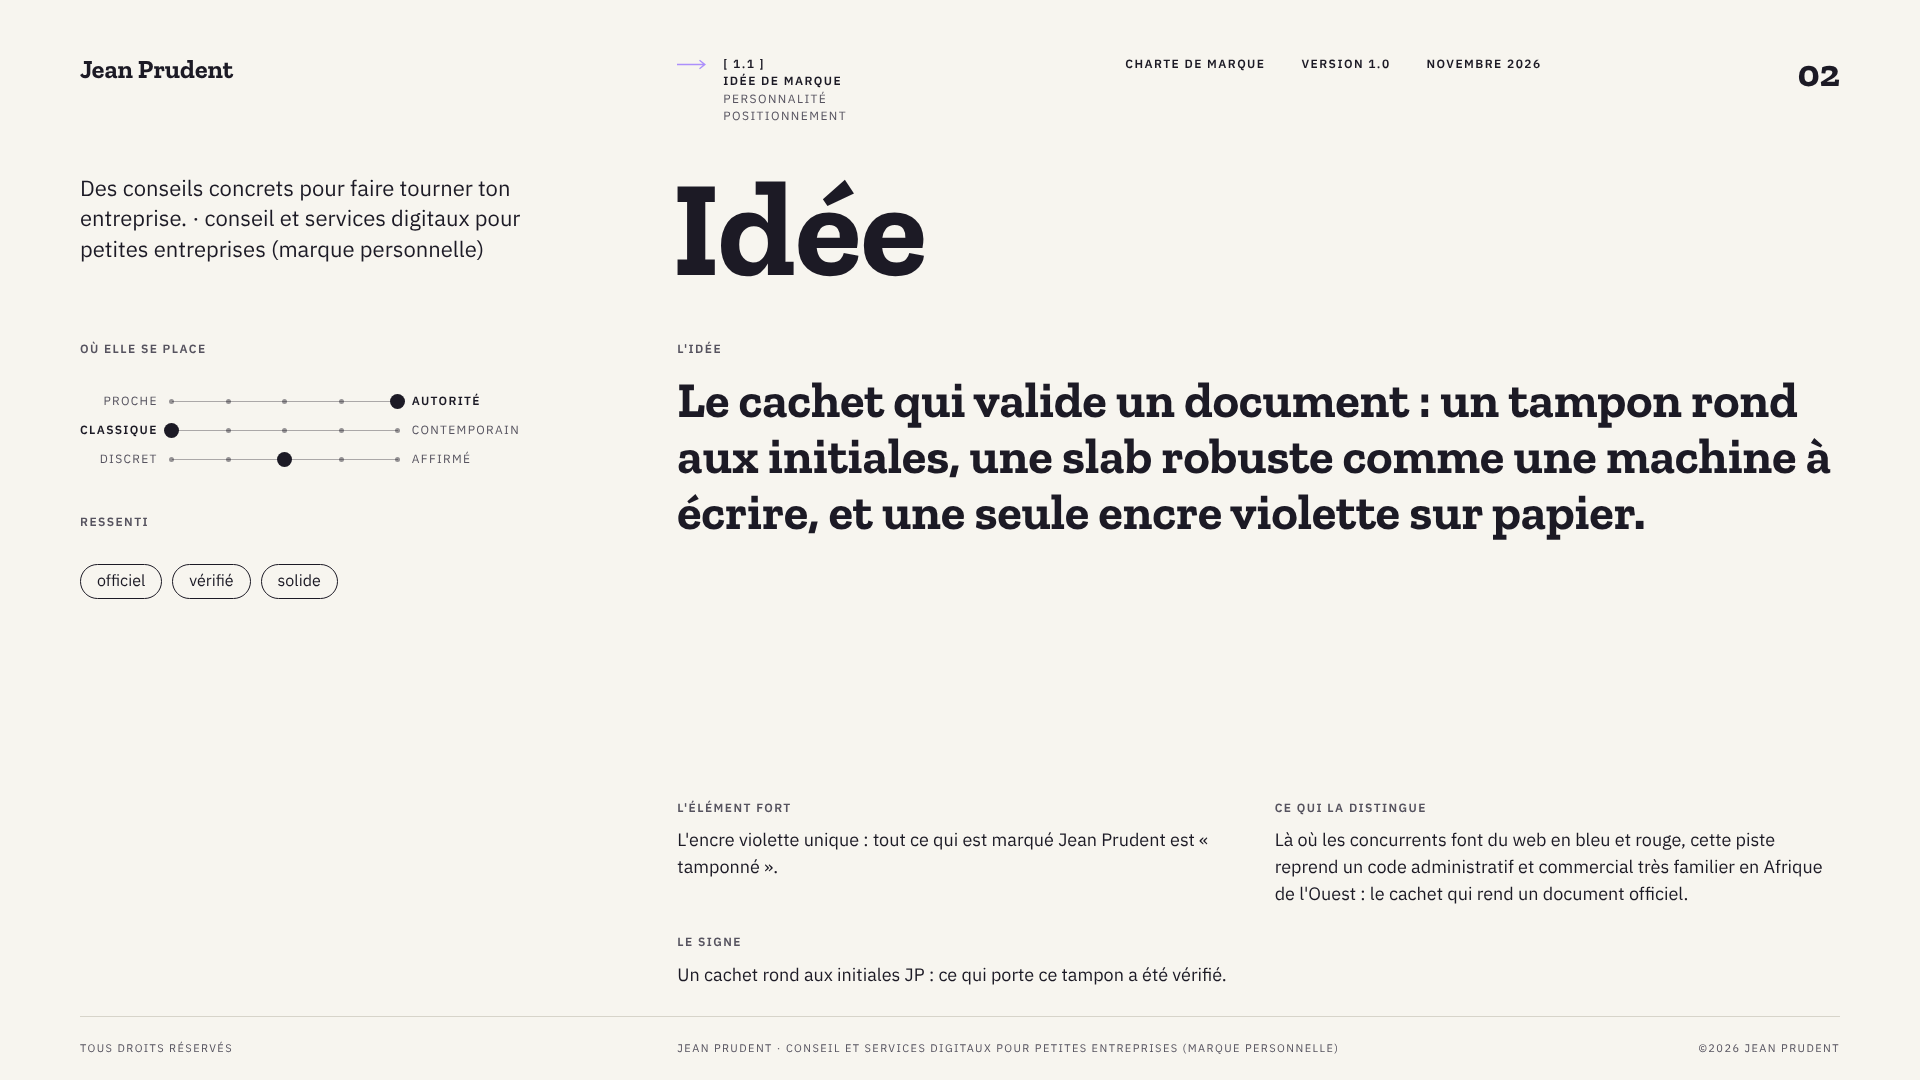 Jean Prudent
[ 1.1 ]
IDÉE DE MARQUE
PERSONNALITÉ
POSITIONNEMENT
CHARTE DE MARQUE
VERSION 1.0
NOVEMBRE 2026
02
Des conseils concrets pour faire tourner ton
entreprise. · conseil et services digitaux pour
petites entreprises (marque personnelle)
Idée
OÙ ELLE SE PLACE
PROCHE AUTORITÉ
CLASSIQUE CONTEMPORAIN
DISCRET AFFIRMÉ
RESSENTI
officiel vérifié solide
L'IDÉE
Le cachet qui valide un document : un tampon rond
aux initiales, une slab robuste comme une machine à
écrire, et une seule encre violette sur papier.
L'ÉLÉMENT FORT
L'encre violette unique : tout ce qui est marqué Jean Prudent est «
tamponné ».
CE QUI LA DISTINGUE
Là où les concurrents font du web en bleu et rouge, cette piste
reprend un code administratif et commercial très familier en Afrique
de l'Ouest : le cachet qui rend un document officiel.
LE SIGNE
Un cachet rond aux initiales JP : ce qui porte ce tampon a été vérifié.
TOUS DROITS RÉSERVÉS
JEAN PRUDENT · CONSEIL ET SERVICES DIGITAUX POUR PETITES ENTREPRISES (MARQUE PERSONNELLE)
©2026 JEAN PRUDENT